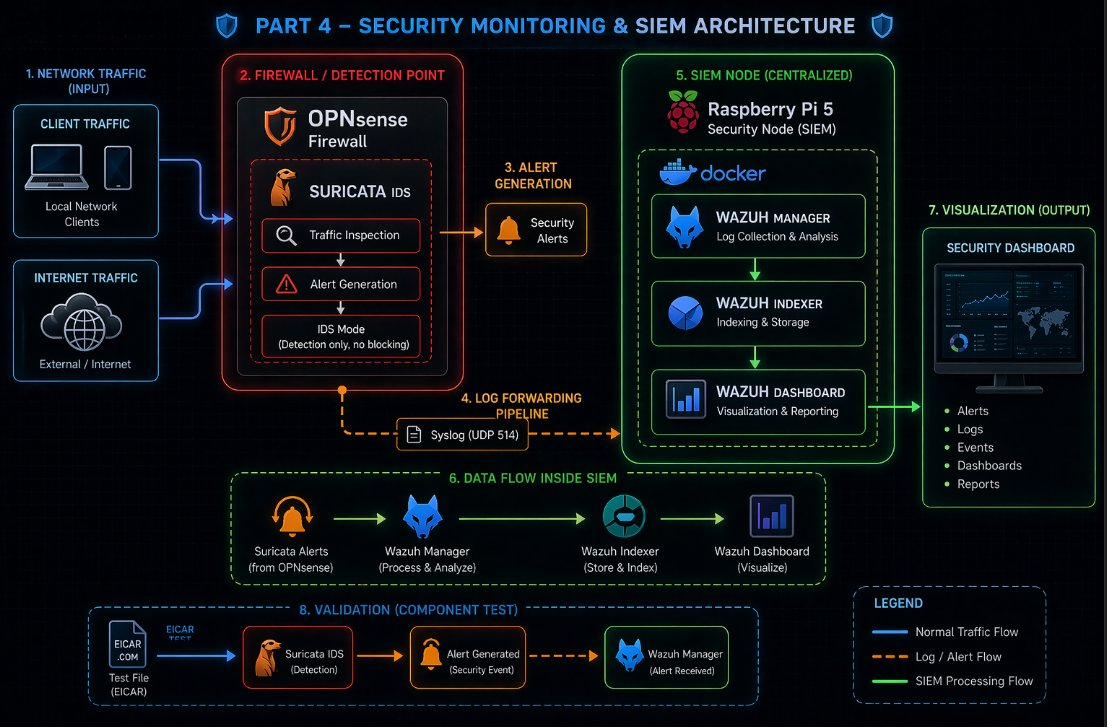 PART 4 – SECURITY MONITORING & SIEM ARCHITECTURE
1. NETWORK TRAFFIC
(INPUT)
CLIENT TRAFFIC
Local Network
Clients
INTERNET TRAFFIC
External / Internet
2. FIREWALL / DETECTION POINT
OPNsense
Firewall
SURICATA IDS
Traffic Inspection
Alert Generation
IDS Mode
(Detection only, no blocking)
3. ALERT
GENERATION
Security
Alerts
4. LOG FORWARDING
PIPELINE
Syslog (UDP 514)
5. SIEM NODE (CENTRALIZED)
Raspberry Pi 5
Security Node (SIEM)
docker
WAZUH MANAGER
Log Collection & Analysis
WAZUH INDEXER
Indexing & Storage
WAZUH DASHBOARD
Visualization & Reporting
7. VISUALIZATION (OUTPUT)
SECURITY DASHBOARD
• Alerts
• Logs
• Events
• Dashboards
• Reports
6. DATA FLOW INSIDE SIEM
Suricata Alerts
(from OPNsense)
Wazuh Manager
(Process & Analyze)
Wazuh Indexer
(Store & Index)
Wazuh Dashboard
(Visualize)
8. VALIDATION (COMPONENT TEST)
EICAR
.COM
Test File
(EICAR)
EICAR
TEST
Suricata IDS
(Detection)
Alert Generated
(Security Event)
Wazuh Manager
(Alert Received)
LEGEND
Normal Traffic Flow
Log / Alert Flow
SIEM Processing Flow